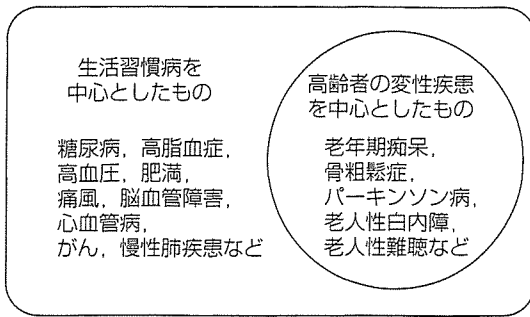 生活習慣病を
中心としたもの
糖尿病，高脂血症，
高血圧，肥満，
痛風，脳血管障害，
心血管病，
がん，慢性肺疾患など
高齢者の変性疾患
を中心としたもの
老年期痴呆，
骨粗鬆症，
パーキンソン病，
老人性白内障，
老人性難聴など